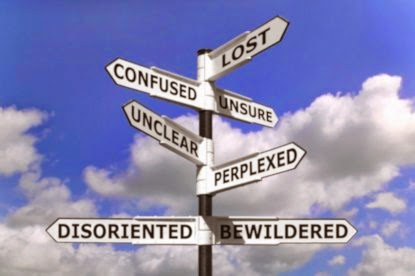 LOST
CONFUSED
UNSURE
UNCLEAR
PERPLEXED
DISORIENTED
BEWILDERED